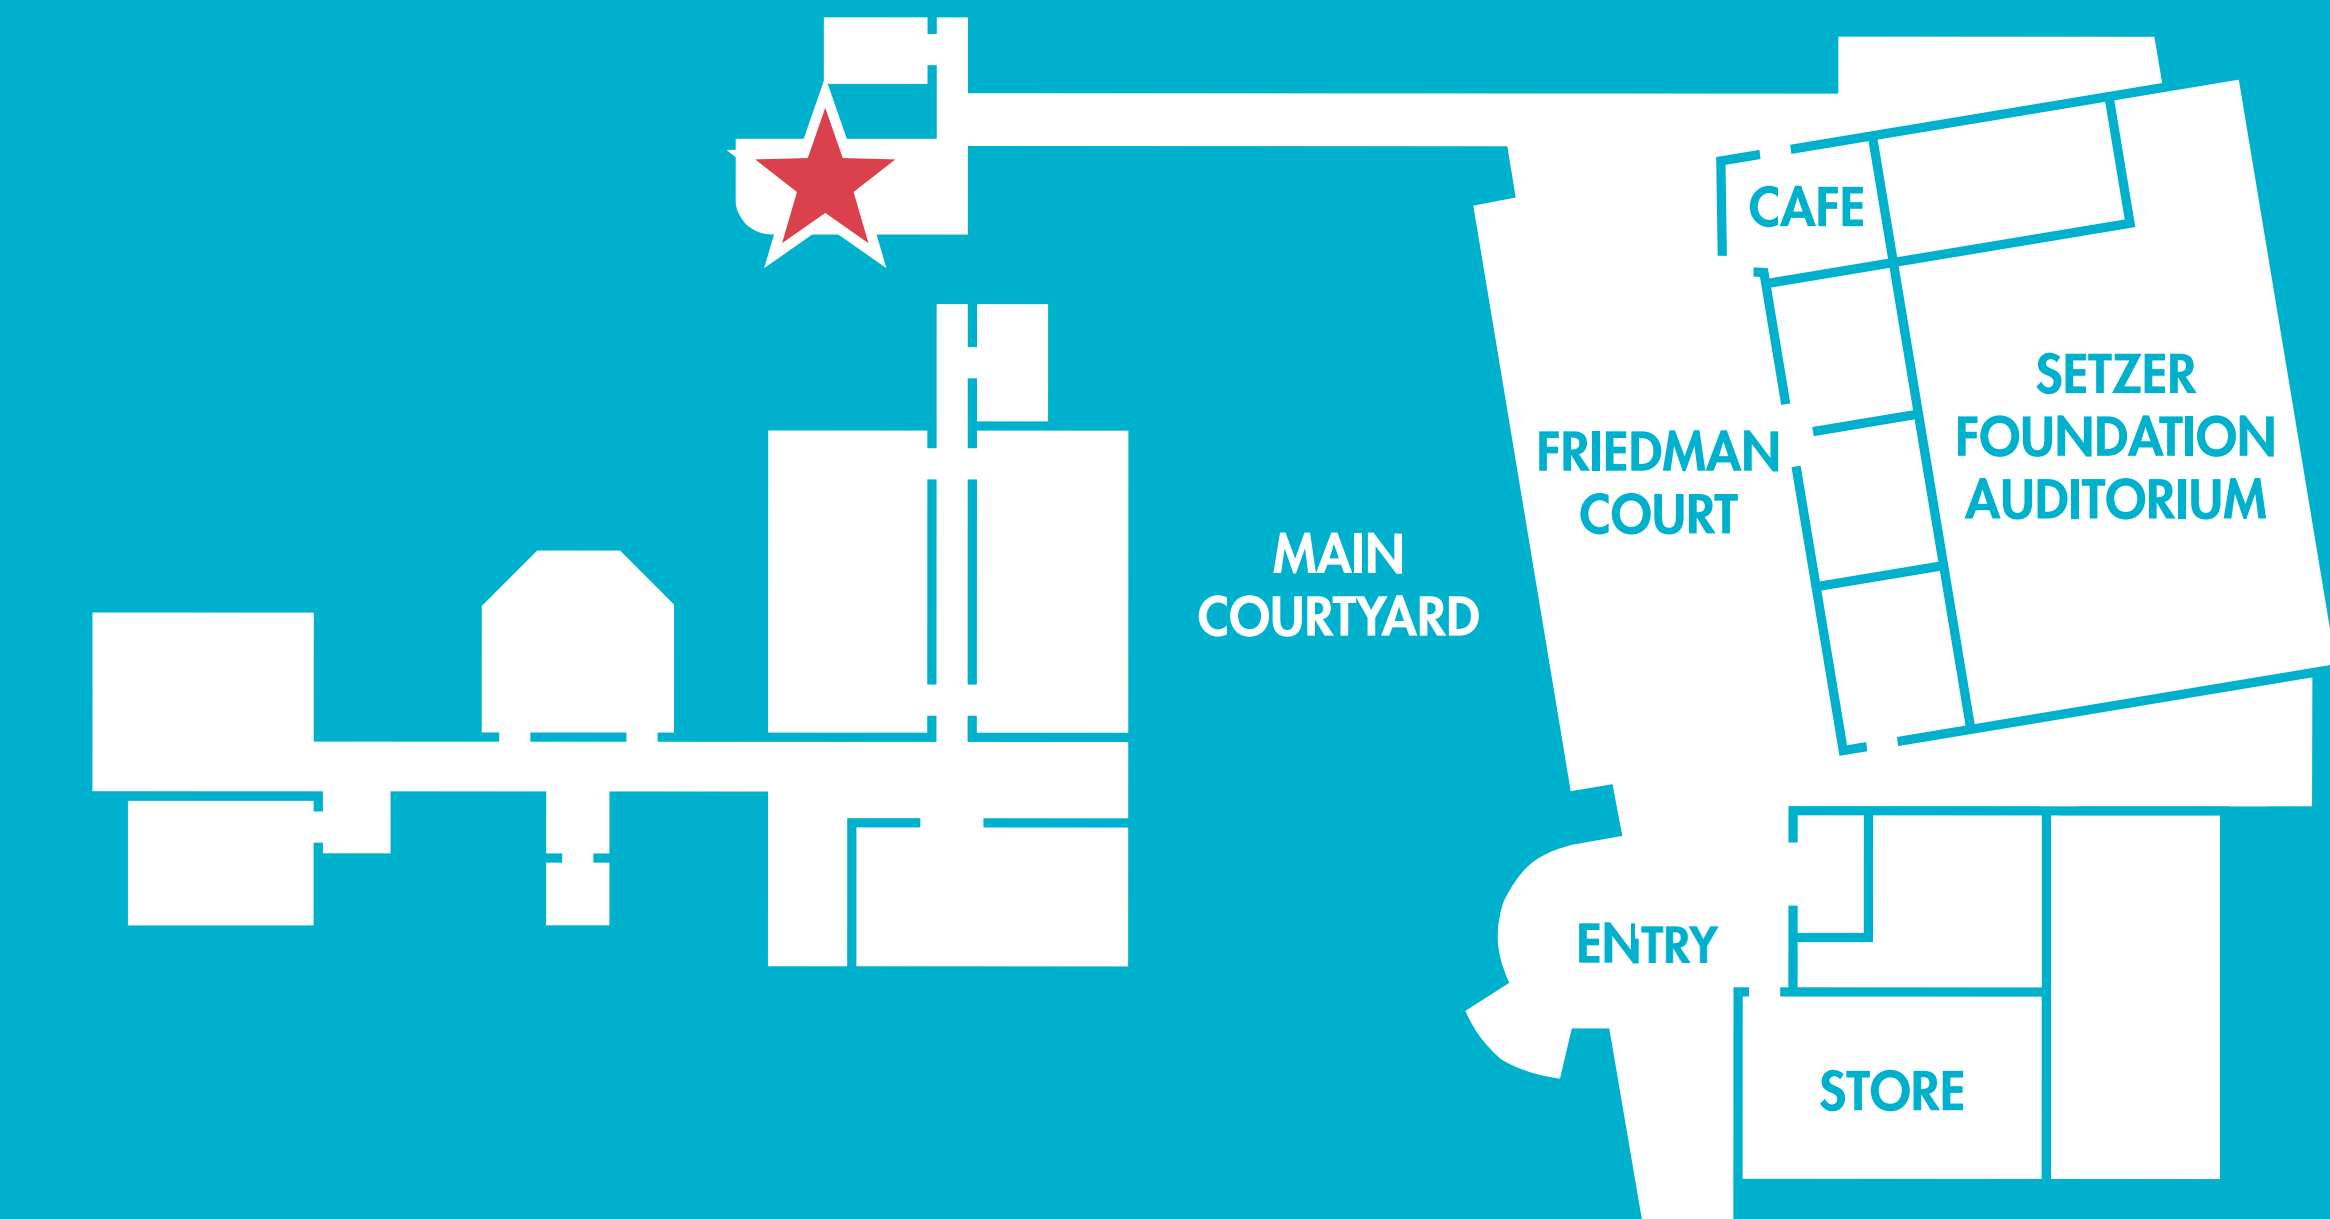 CAFE
SETZER
FOUNDATION
AUDITORIUM
FRIEDMAN
COURT
MAIN
COURTYARD
ENTRY
STORE